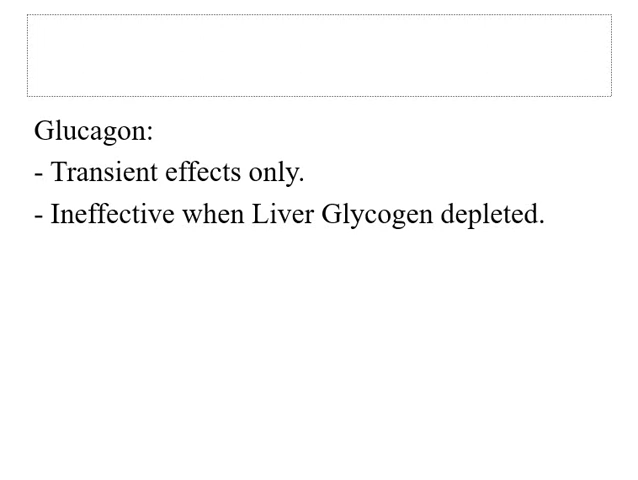 Glucagon:
- Transient effects only.
- Ineffective when Liver Glycogen depleted.